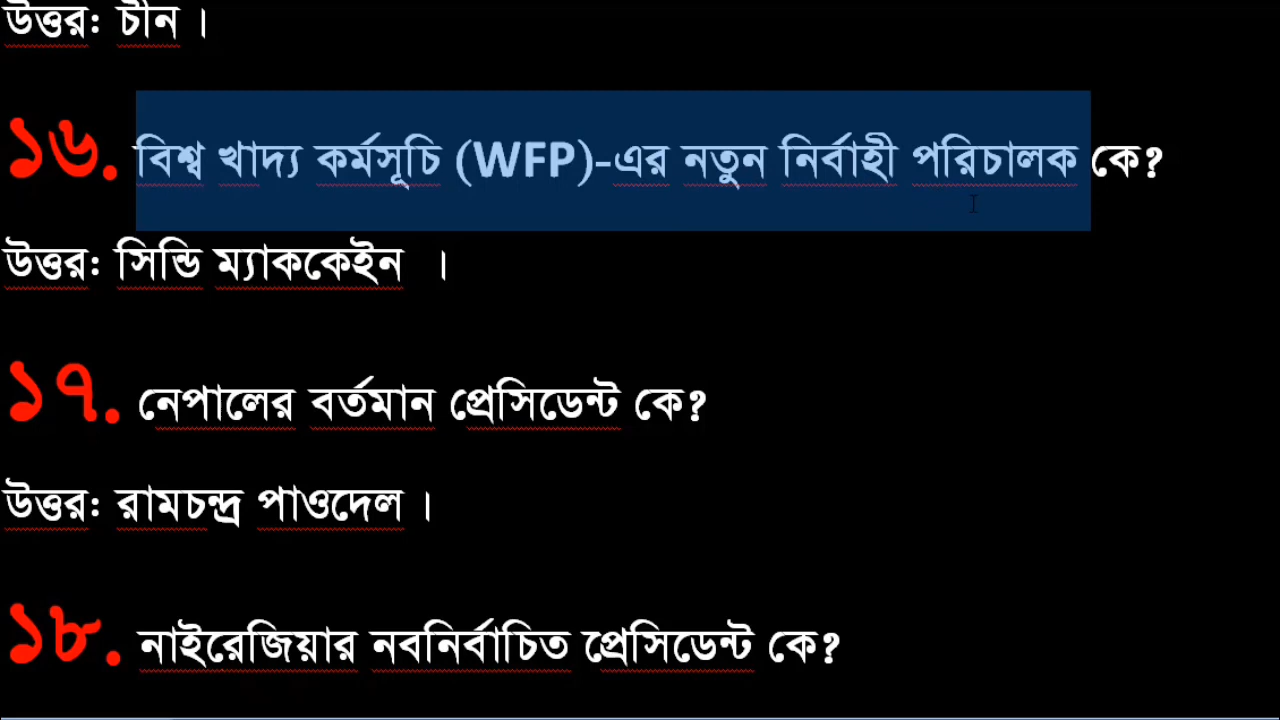 উত্তর: চীন ।
১৬. বিশ্ব খাদ্য কর্মসূচি (WFP)-এর নতুন নির্বাহী পরিচালক কে?
উত্তর: সিন্ডি ম্যাককেইন ।
১৭. নেপালের বর্তমান প্রেসিডেন্ট কে?
উত্তর: রামচন্দ্র পাওদেল ।
১৮. নাইরেজিয়ার নবনির্বাচিত প্রেসিডেন্ট কে?